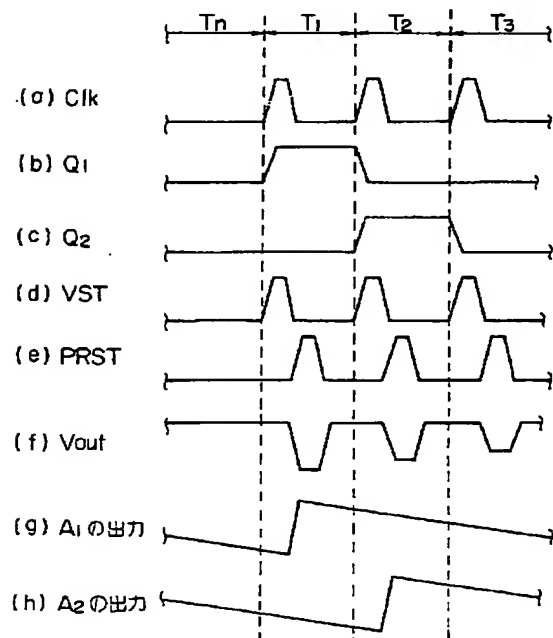 Tn T1 T2 T3
(a) Clk
(b) Q1
(c) Q2
(d) VST
(e) PRST
(f) Vout
(g) A1の出力
(h) A2の出力